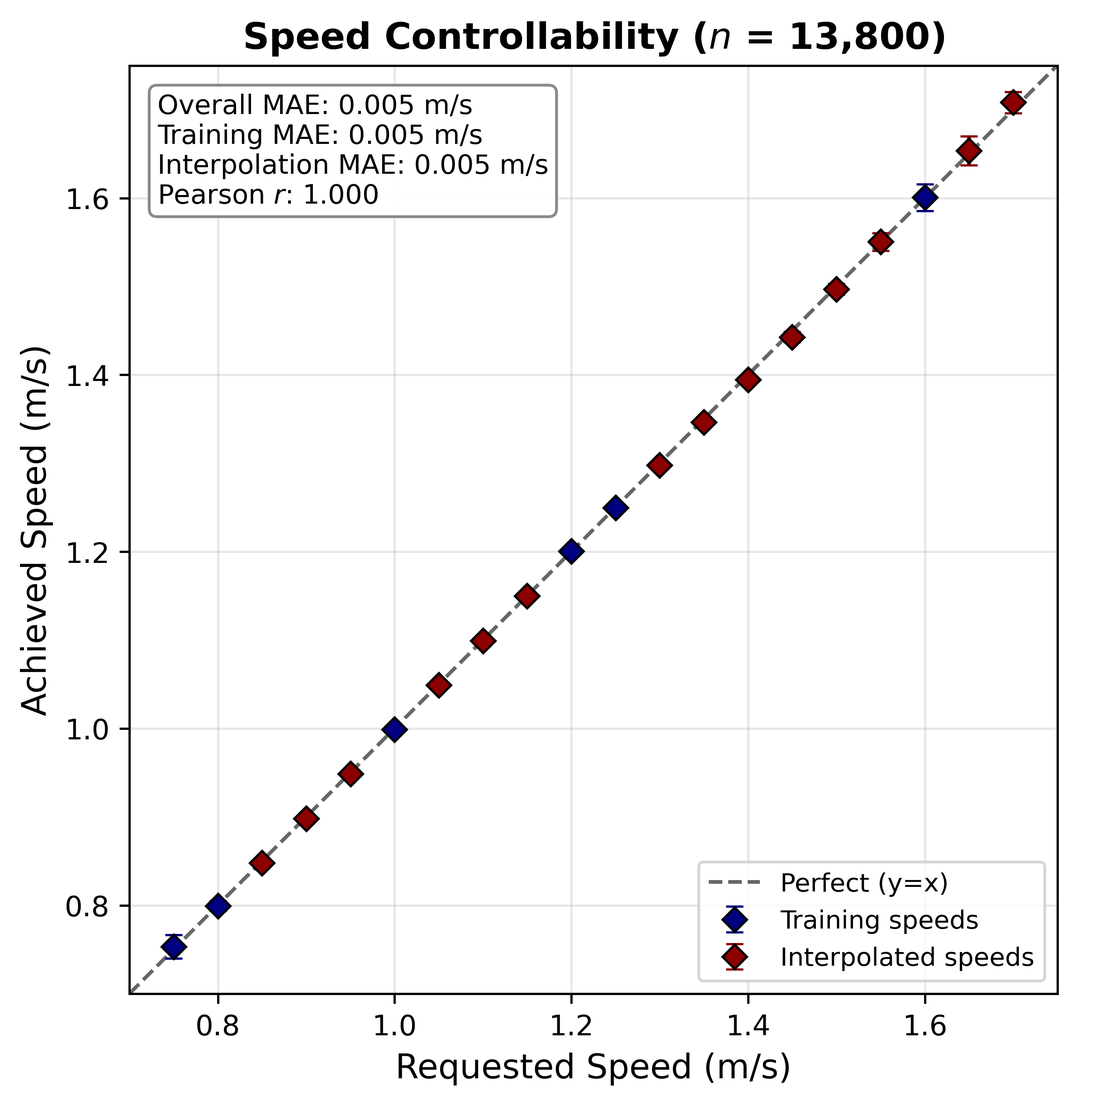 Speed Controllability (n = 13,800)
Overall MAE: 0.005 m/s
Training MAE: 0.005 m/s
Interpolation MAE: 0.005 m/s
Pearson r: 1.000
Achieved Speed (m/s)
1.6
1.4
1.2
1.0
0.8
Perfect (y=x)
Training speeds
Interpolated speeds
0.8 1.0 1.2 1.4 1.6
Requested Speed (m/s)